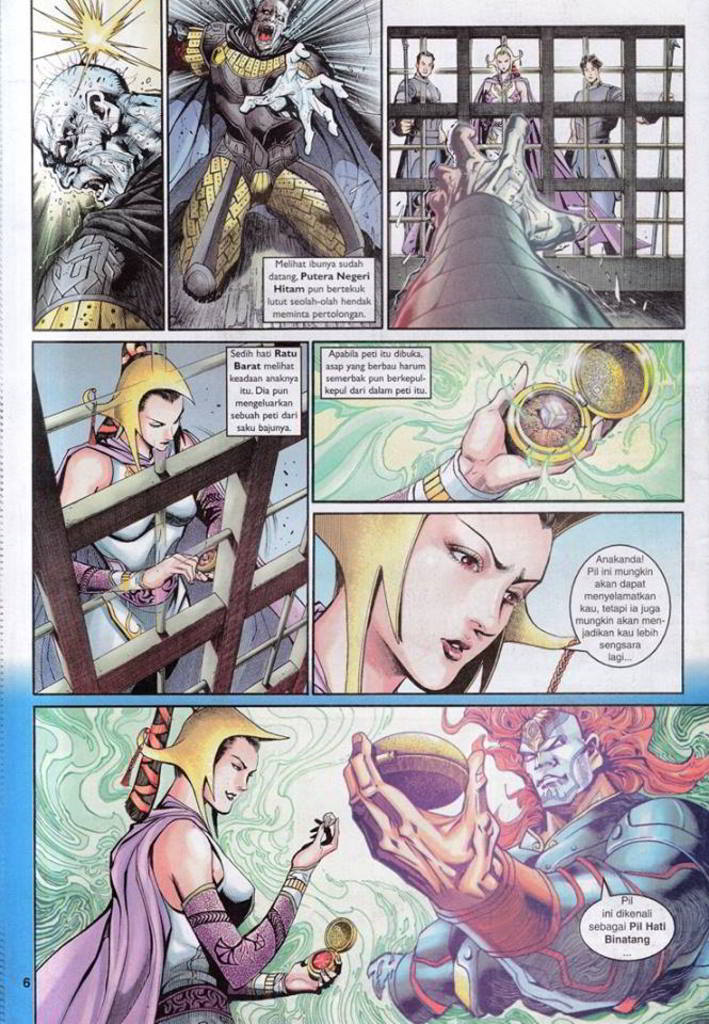 Melihat ibunya sudah
datang, Putera Negeri
Hitam pun bertekuk
lutut seolah-olah hendak
meminta pertolongan.
Sedih hati Ratu
Barat melihat
keadaan anaknya
itu. Dia pun
mengeluarkan
sebuah peti dari
saku bajunya.
Apabila peti itu dibuka,
asap yang berbau harum
semerbak pun berkepul-
kepul dari dalam peti itu.
Anakanda!
Pil ini mungkin
akan dapat
menyelamatkan
kau, tetapi ia juga
mungkin akan men-
jadikan kau lebih
sengsara
lagi...
Pil
ini dikenali
sebagai Pil Hati
Binatang
...
6